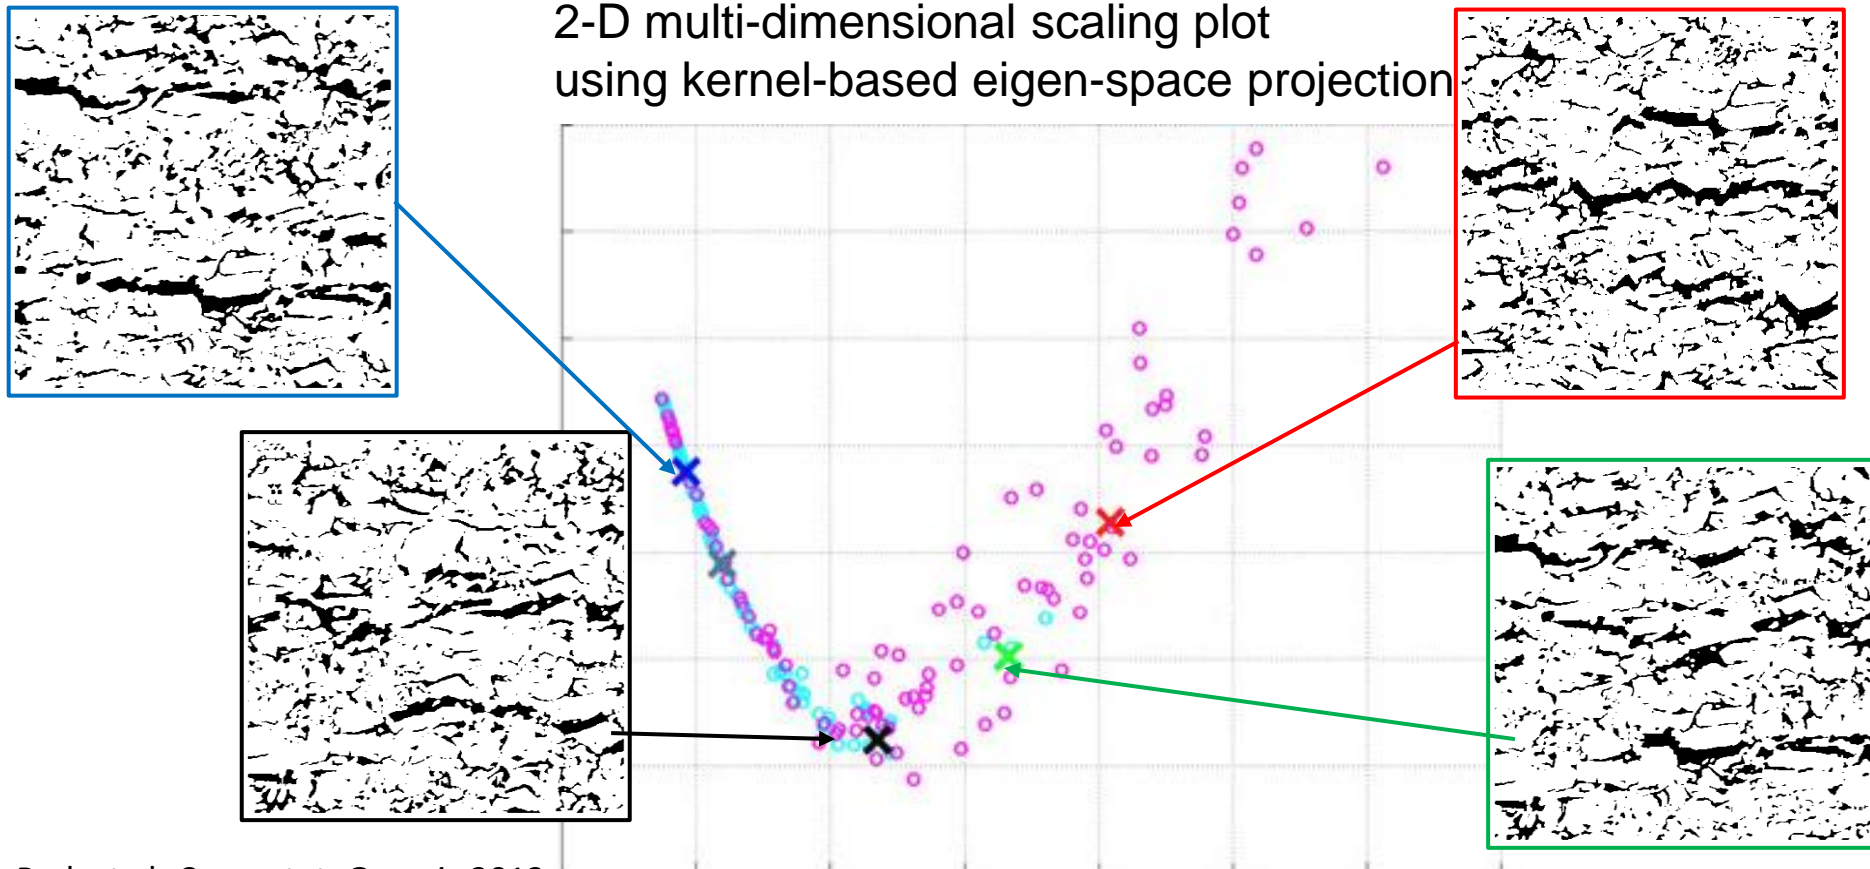 2-D multi-dimensional scaling plot
using kernel-based eigen-space projection